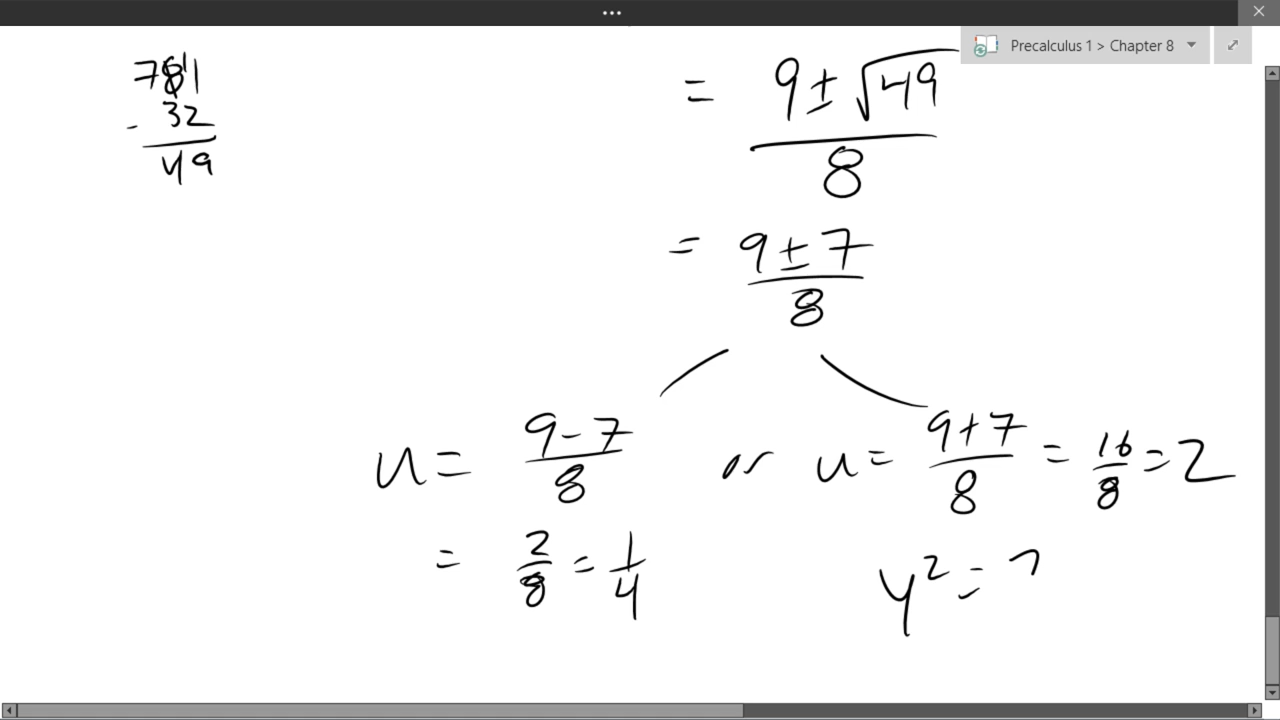 Precalculus 1 > Chapter 8
7811
- 32
49
= 9 ± √49 / 8
= 9 ± 7 / 8
u = 9 - 7 / 8 or u = 9 + 7 / 8 = 16 / 8 = 2
= 2 / 8 = 1 / 4
y² =